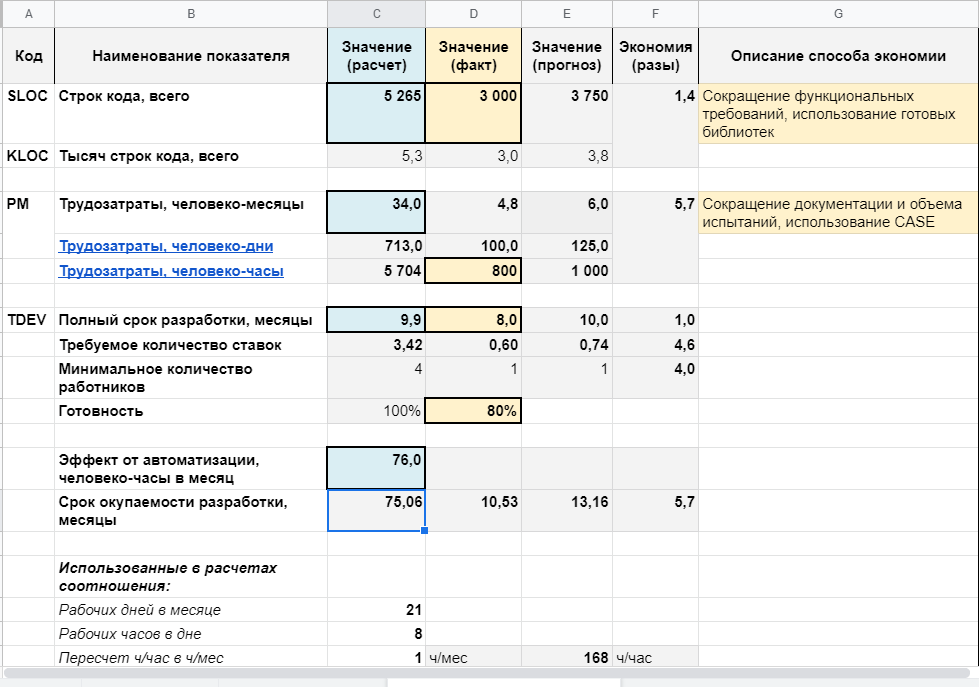 A B C D E F G
Код Наименование показателя Значение (расчет) Значение (факт) Значение (прогноз) Экономия (разы) Описание способа экономии
SLOC Строк кода, всего 5 265 3 000 3 750 1,4 Сокращение функциональных
требований, использование готовых
библиотек
KLOC Тысяч строк кода, всего 5,3 3,0 3,8
PM Трудозатраты, человеко-месяцы 34,0 4,8 6,0 5,7 Сокращение документации и объема
испытаний, использование CASE
Трудозатраты, человеко-дни 713,0 100,0 125,0
Трудозатраты, человеко-часы 5 704 800 1 000
TDEV Полный срок разработки, месяцы 9,9 8,0 10,0 1,0
Требуемое количество ставок 3,42 0,60 0,74 4,6
Минимальное количество 4 1 1 4,0
работников
Готовность 100% 80%
Эффект от автоматизации, 76,0
человеко-часы в месяц
Срок окупаемости разработки, 75,06 10,53 13,16 5,7
месяцы
Использованные в расчетах
соотношения:
Рабочих дней в месяце 21
Рабочих часов в дне 8
Пересчет ч/час в ч/мес 1 ч/мес 168 ч/час